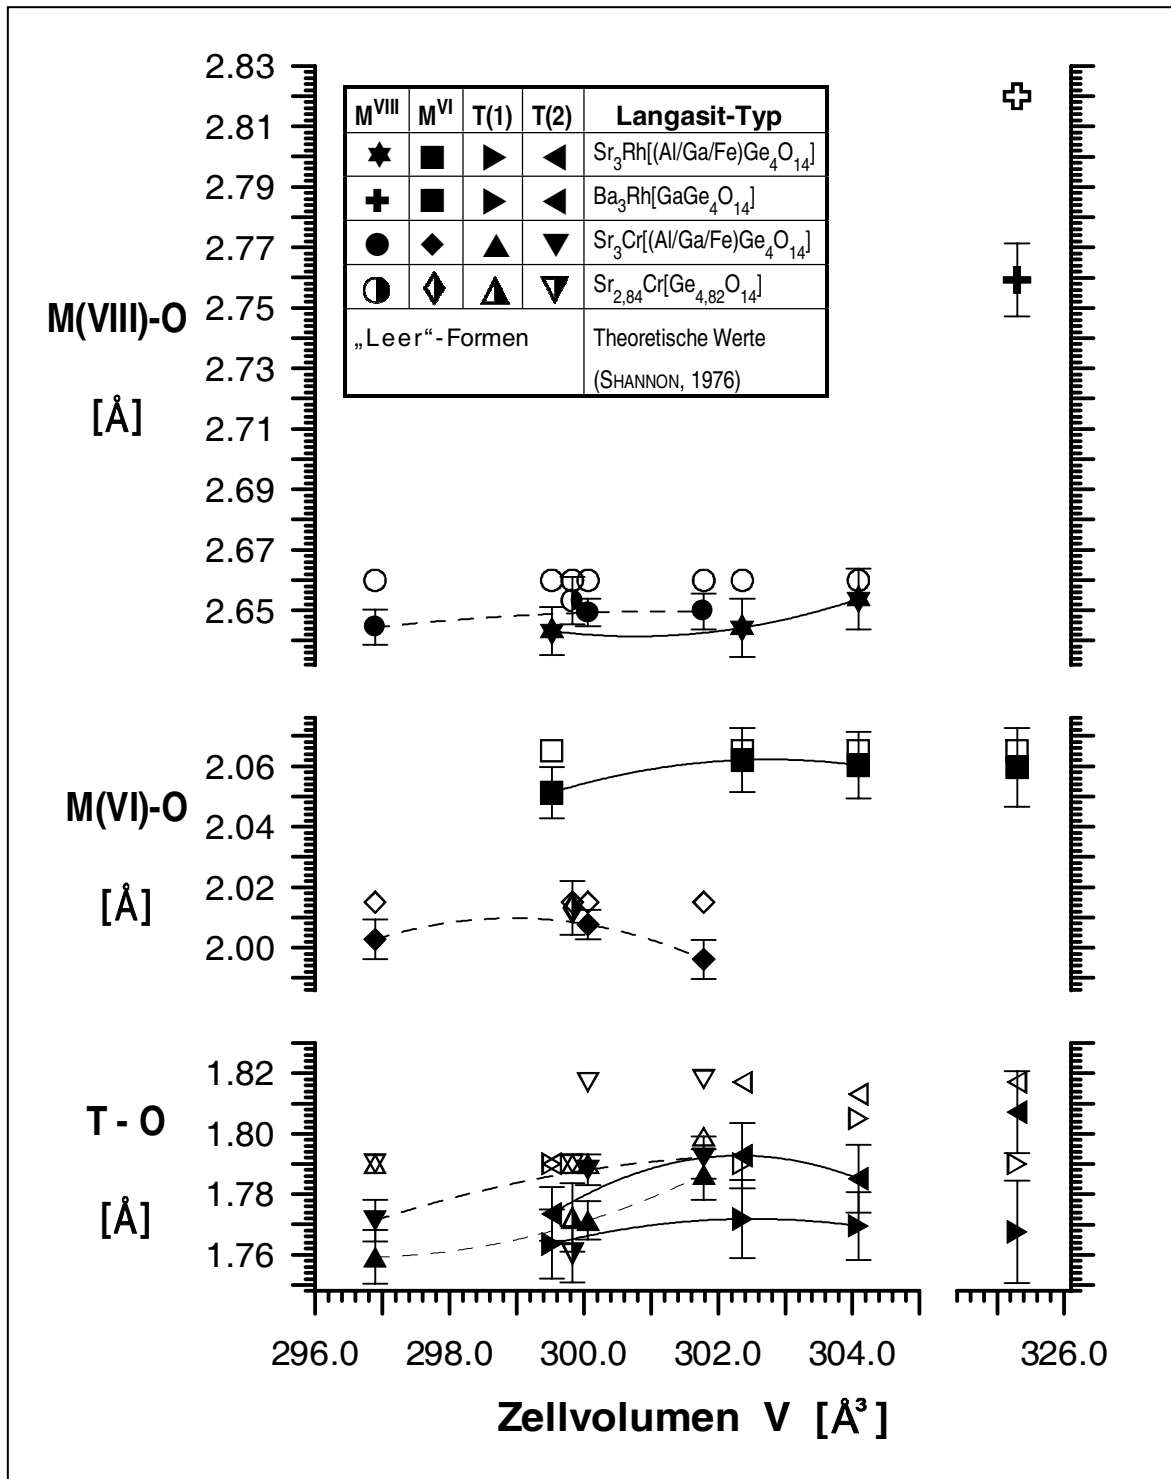 2.83
2.81
2.79
2.77
2.75
2.73
2.71
2.69
2.67
2.65
M(VIII)-O
[Å]
M^VIII M^VI T(1) T(2) Langasit-Typ
Sr₃Rh[(Al/Ga/Fe)Ge₄O₁₄]
Ba₃Rh[GaGe₄O₁₄]
Sr₃Cr[(Al/Ga/Fe)Ge₄O₁₄]
Sr₂,₈₄Cr[Ge₄,₈₂O₁₄]
„Leer“-Formen Theoretische Werte
(SHANNON, 1976)
2.06
2.04
2.02
2.00
M(VI)-O
[Å]
1.82
1.80
1.78
1.76
T - O
[Å]
296.0 298.0 300.0 302.0 304.0 326.0
Zellvolumen V [Å³]